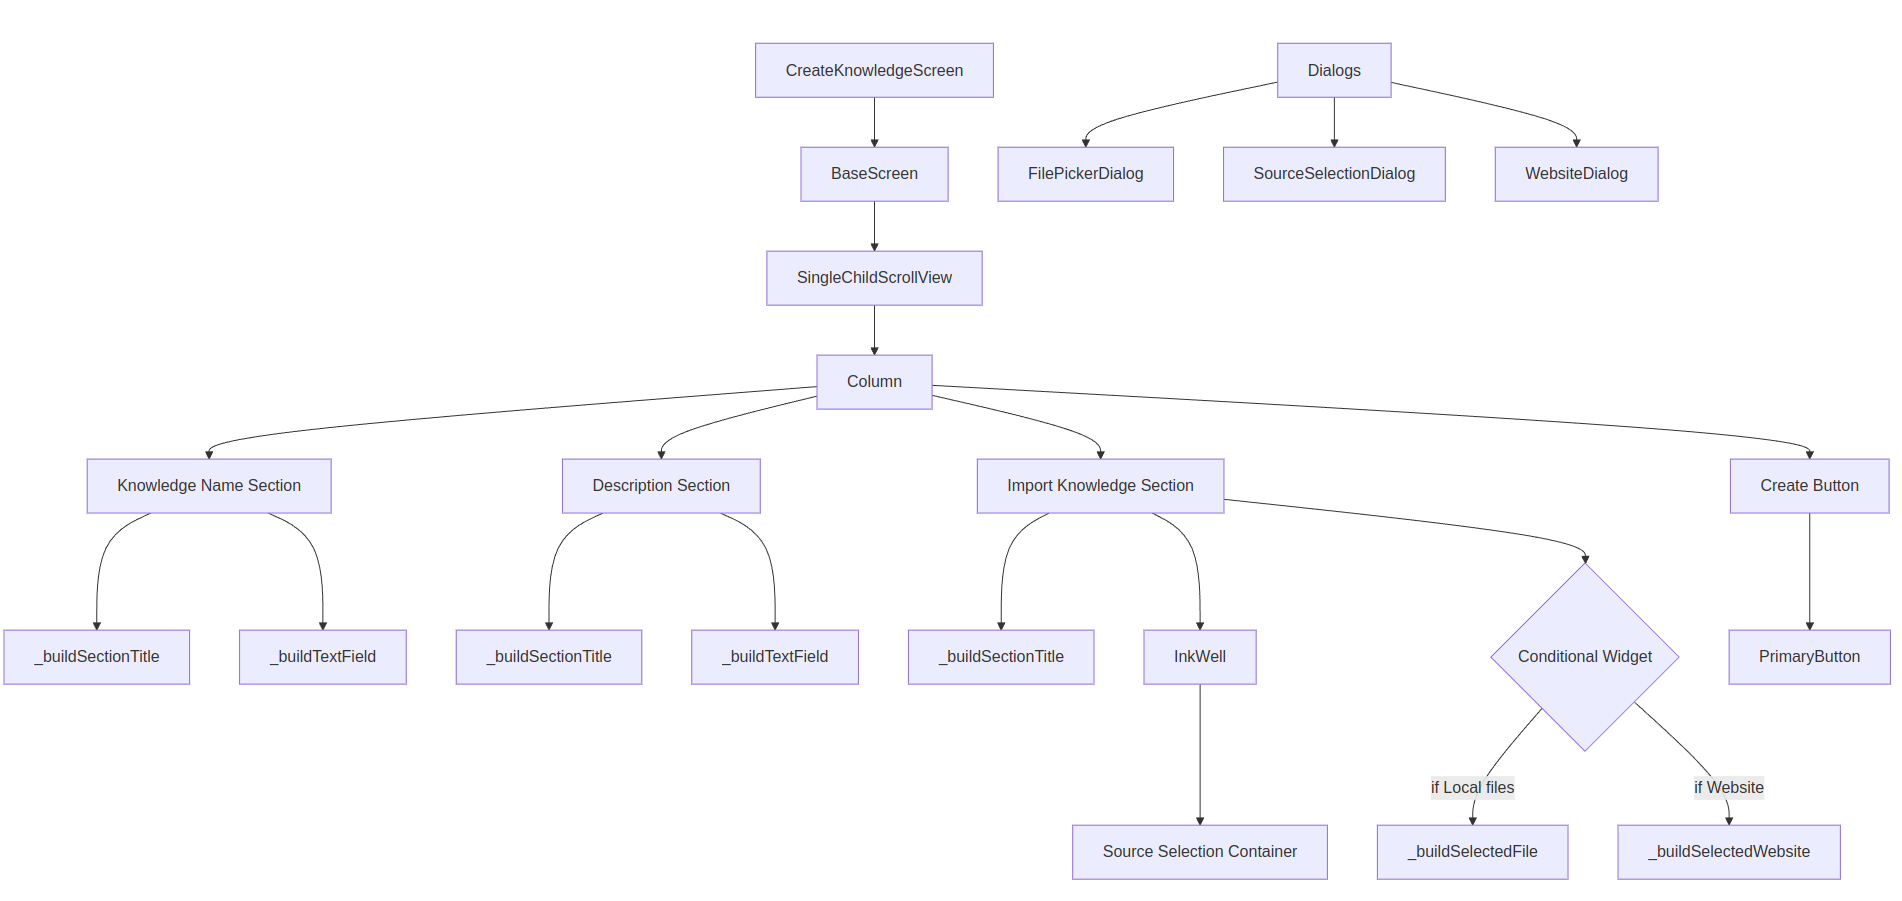 CreateKnowledgeScreen
Dialogs
BaseScreen
FilePickerDialog
SourceSelectionDialog
WebsiteDialog
SingleChildScrollView
Column
Knowledge Name Section
Description Section
Import Knowledge Section
Create Button
_buildSectionTitle
_buildTextField
_buildSectionTitle
_buildTextField
_buildSectionTitle
InkWell
Conditional Widget
PrimaryButton
if Local files
if Website
Source Selection Container
_buildSelectedFile
_buildSelectedWebsite